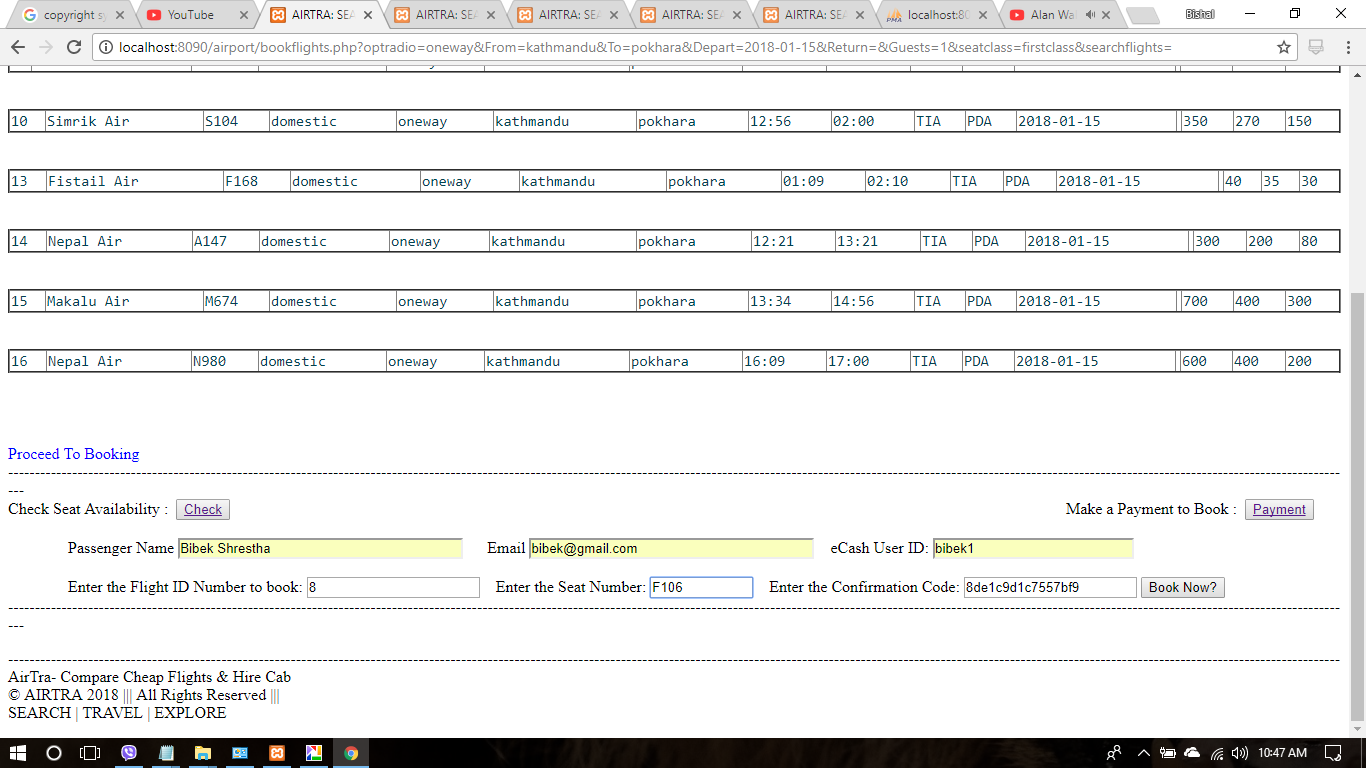 copyright sy
YouTube
AIRTRA: SEA
AIRTRA: SE
AIRTRA: SE
AIRTRA: SE
AIRTRA: SE
localhost:80
Alan Wal
Bishal
localhost:8090/airport/bookflights.php?optradio=oneway&From=kathmandu&To=pokhara&Depart=2018-01-15&Return=&Guests=1&seatclass=firstclass&searchflights=
10 Simrik Air S104 domestic oneway kathmandu pokhara 12:56 02:00 TIA PDA 2018-01-15 350 270 150
13 Fistail Air F168 domestic oneway kathmandu pokhara 01:09 02:10 TIA PDA 2018-01-15 40 35 30
14 Nepal Air A147 domestic oneway kathmandu pokhara 12:21 13:21 TIA PDA 2018-01-15 300 200 80
15 Makalu Air M674 domestic oneway kathmandu pokhara 13:34 14:56 TIA PDA 2018-01-15 700 400 300
16 Nepal Air N980 domestic oneway kathmandu pokhara 16:09 17:00 TIA PDA 2018-01-15 600 400 200
Proceed To Booking
Check Seat Availability : Check Make a Payment to Book : Payment
Passenger Name Bibek Shrestha Email bibek@gmail.com eCash User ID: bibek1
Enter the Flight ID Number to book: 8 Enter the Seat Number: F106 Enter the Confirmation Code: 8de1c9d1c7557bf9 Book Now?
AirTra- Compare Cheap Flights & Hire Cab
© AIRTRA 2018 ||| All Rights Reserved |||
SEARCH | TRAVEL | EXPLORE
10:47 AM